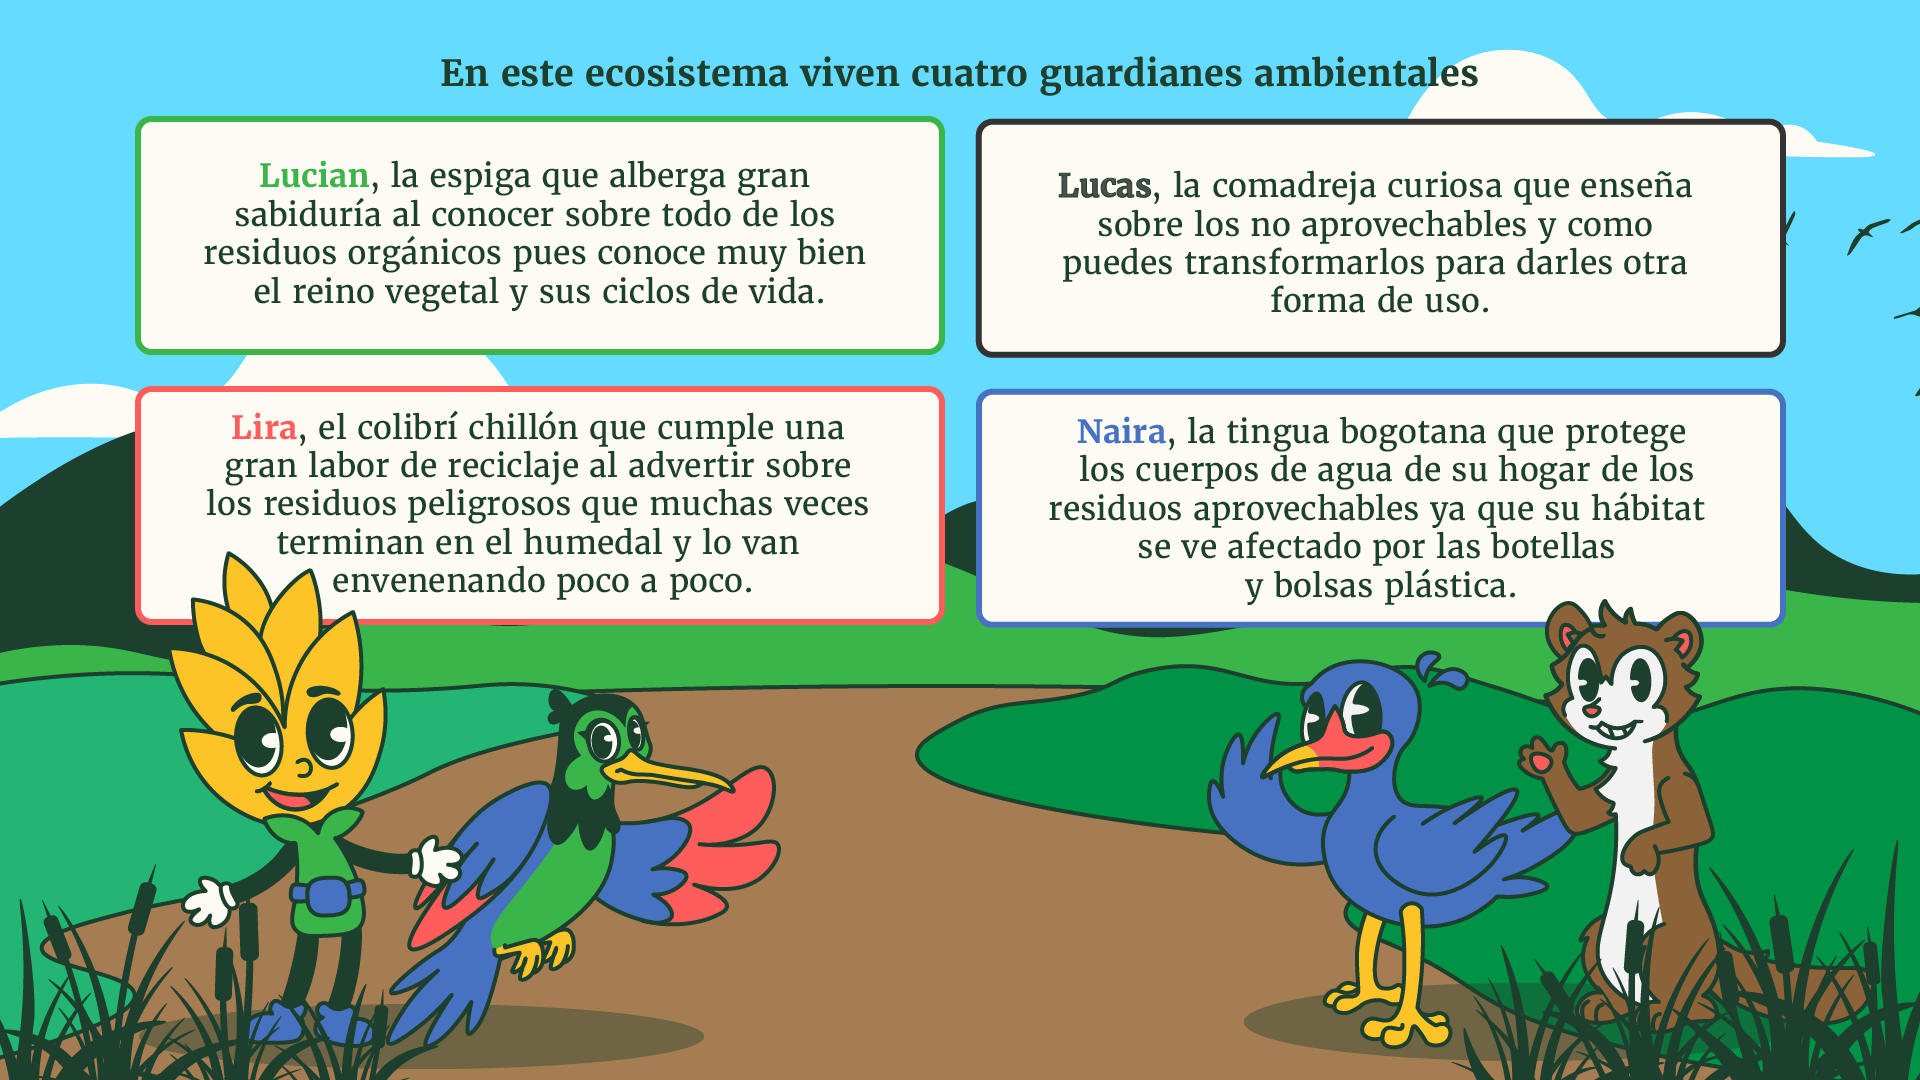 En este ecosistema viven cuatro guardianes ambientales
Lucian, la espiga que alberga gran
sabiduría al conocer sobre todo de los
residuos orgánicos pues conoce muy bien
el reino vegetal y sus ciclos de vida.
Lucas, la comadreja curiosa que enseña
sobre los no aprovechables y como
puedes transformarlos para darles otra
forma de uso.
Lira, el colibrí chillón que cumple una
gran labor de reciclaje al advertir sobre
los residuos peligrosos que muchas veces
terminan en el humedal y lo van
envenenando poco a poco.
Naira, la tingua bogotana que protege
los cuerpos de agua de su hogar de los
residuos aprovechables ya que su hábitat
se ve afectado por las botellas
y bolsas plástica.